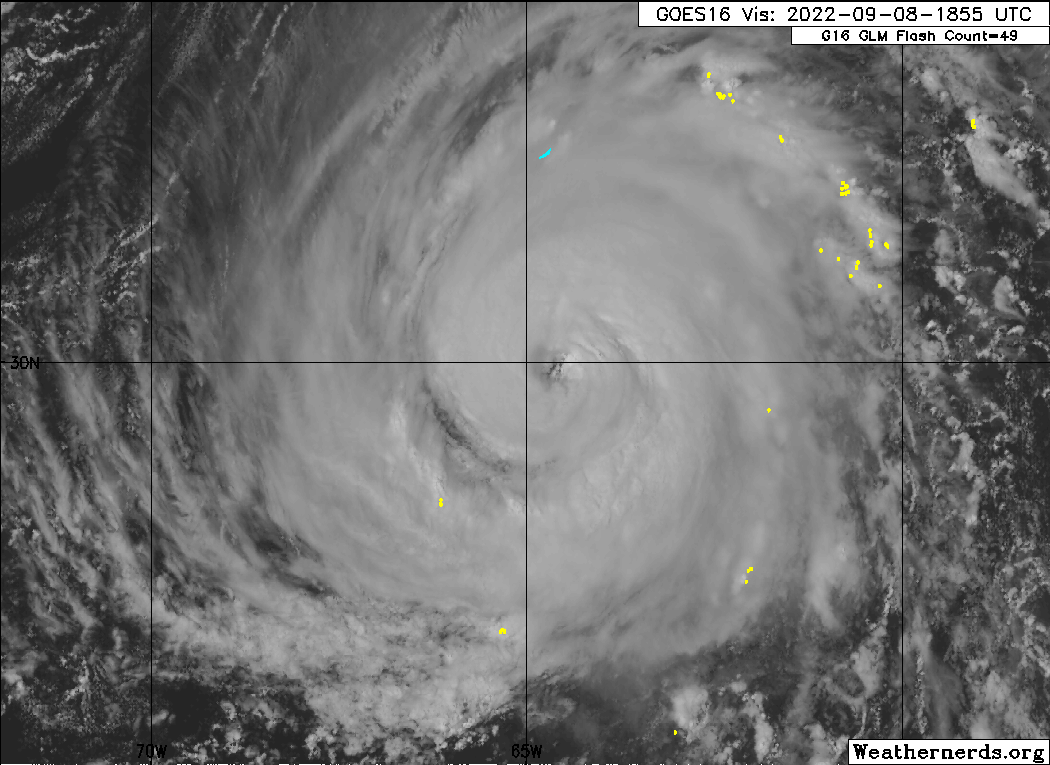 GOES16 Vis: 2022-09-08-1855 UTC
G16 GLM Flash Count=49
30N
70W
65W
Weathernerds.org